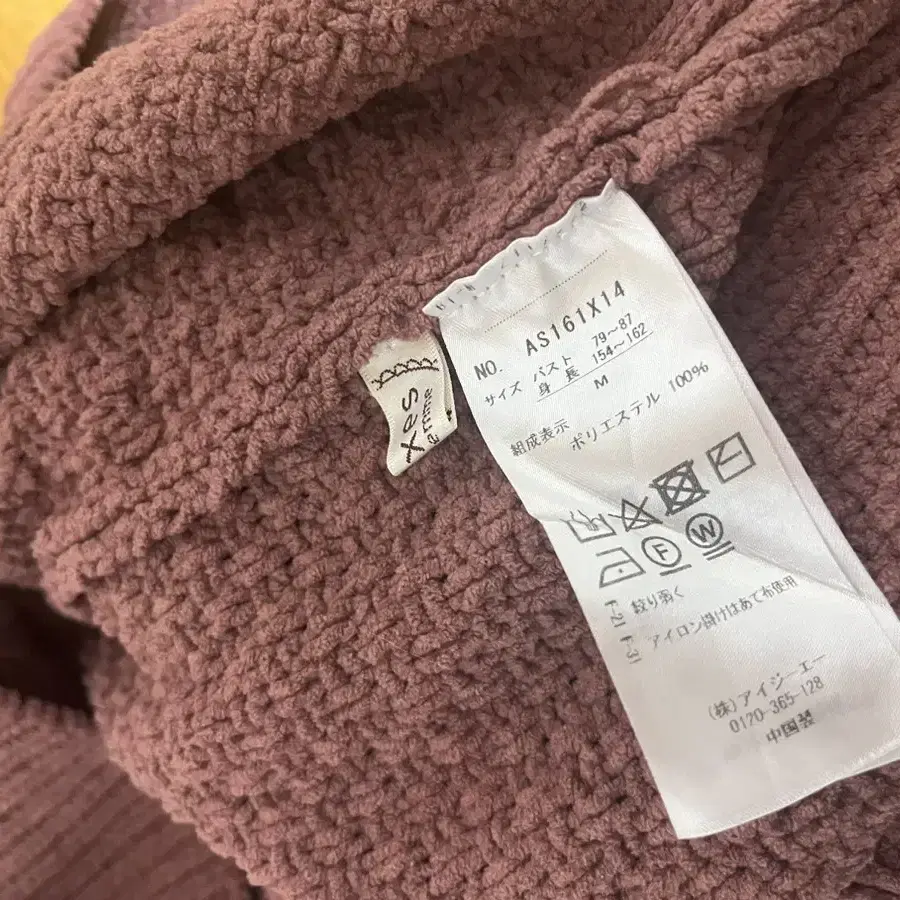 NO. AS161X14
サイズ バスト 79~87
身長 154~162
M
組成表示
ポリエステル 100%
F W
F-21 絞り弱く
F-31 アイロン掛けはあて布使用
(株)アイジーエー
0120-365-128
中国製
xes
emme